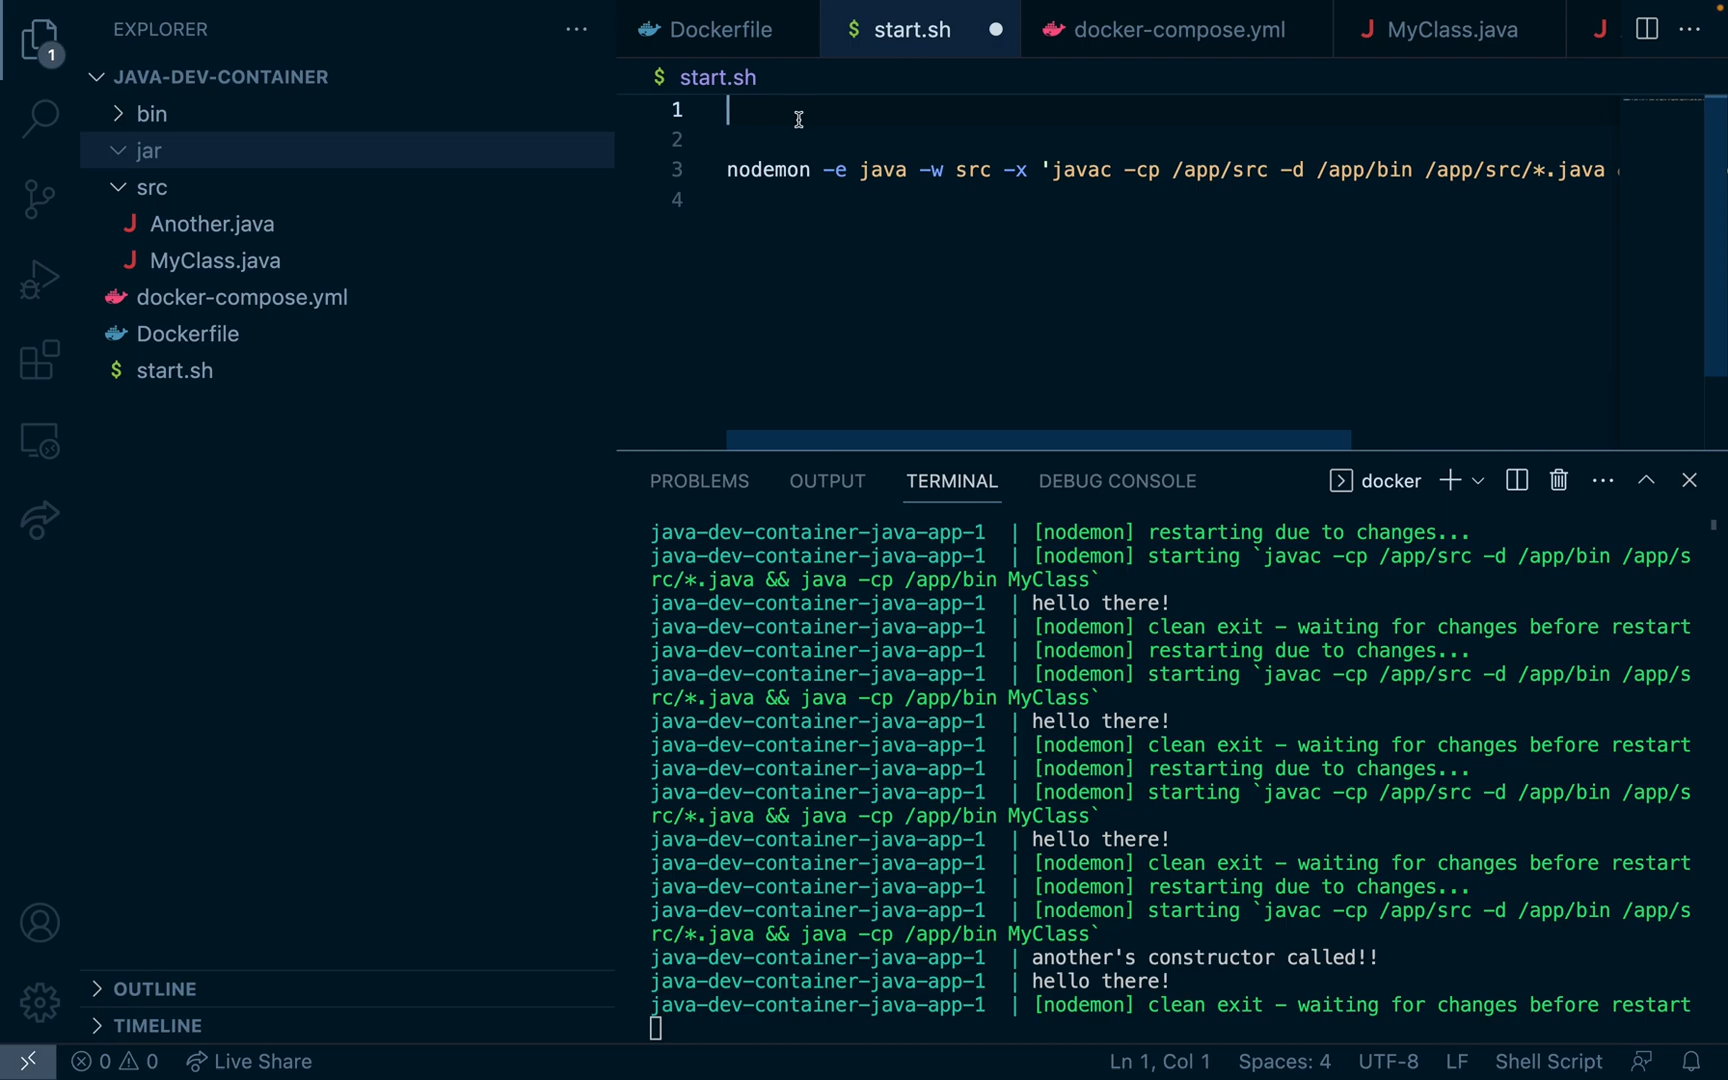 EXPLORER
Dockerfile
$ start.sh
docker-compose.yml
J MyClass.java
J
1
JAVA-DEV-CONTAINER
bin
jar
src
J Another.java
J MyClass.java
docker-compose.yml
Dockerfile
$ start.sh
OUTLINE
TIMELINE
$ start.sh
1
2
3 nodemon -e java -w src -x 'javac -cp /app/src -d /app/bin /app/src/*.java
4
PROBLEMS OUTPUT TERMINAL DEBUG CONSOLE docker
java-dev-container-java-app-1 | [nodemon] restarting due to changes...
java-dev-container-java-app-1 | [nodemon] starting `javac -cp /app/src -d /app/bin /app/s
rc/*.java && java -cp /app/bin MyClass`
java-dev-container-java-app-1 | hello there!
java-dev-container-java-app-1 | [nodemon] clean exit - waiting for changes before restart
java-dev-container-java-app-1 | [nodemon] restarting due to changes...
java-dev-container-java-app-1 | [nodemon] starting `javac -cp /app/src -d /app/bin /app/s
rc/*.java && java -cp /app/bin MyClass`
java-dev-container-java-app-1 | hello there!
java-dev-container-java-app-1 | [nodemon] clean exit - waiting for changes before restart
java-dev-container-java-app-1 | [nodemon] restarting due to changes...
java-dev-container-java-app-1 | [nodemon] starting `javac -cp /app/src -d /app/bin /app/s
rc/*.java && java -cp /app/bin MyClass`
java-dev-container-java-app-1 | hello there!
java-dev-container-java-app-1 | [nodemon] clean exit - waiting for changes before restart
java-dev-container-java-app-1 | [nodemon] restarting due to changes...
java-dev-container-java-app-1 | [nodemon] starting `javac -cp /app/src -d /app/bin /app/s
rc/*.java && java -cp /app/bin MyClass`
java-dev-container-java-app-1 | another's constructor called!!
java-dev-container-java-app-1 | hello there!
java-dev-container-java-app-1 | [nodemon] clean exit - waiting for changes before restart
0 0 Live Share Ln 1, Col 1 Spaces: 4 UTF-8 LF Shell Script